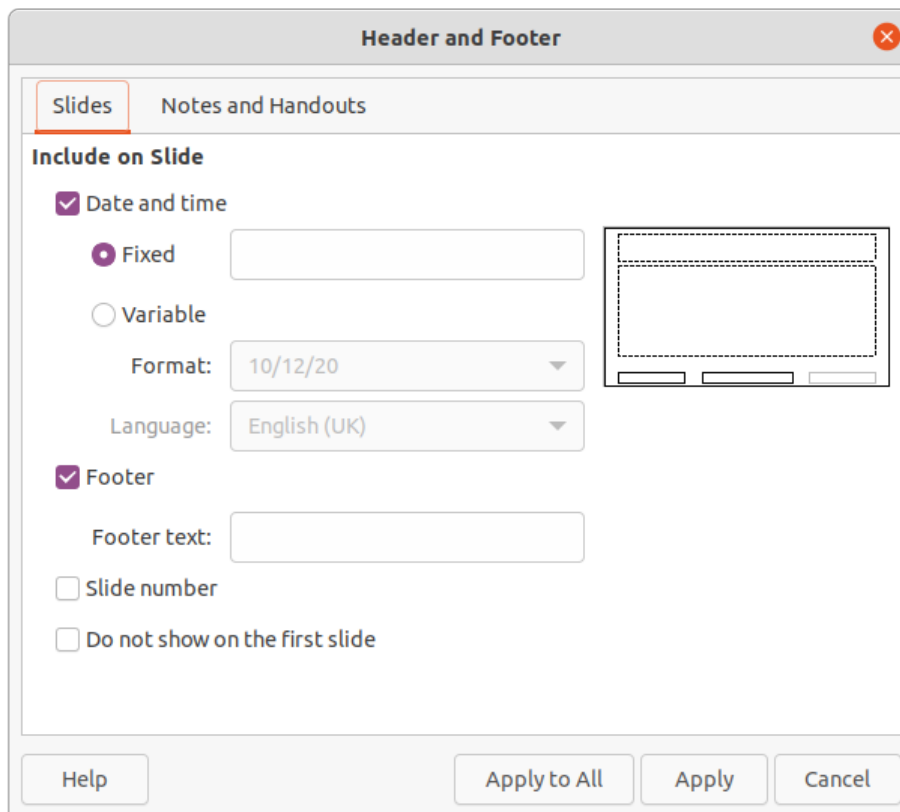 Header and Footer
Slides Notes and Handouts
Include on Slide
Date and time
Fixed
Variable
Format: 10/12/20
Language: English (UK)
Footer
Footer text:
Slide number
Do not show on the first slide
Help Apply to All Apply Cancel